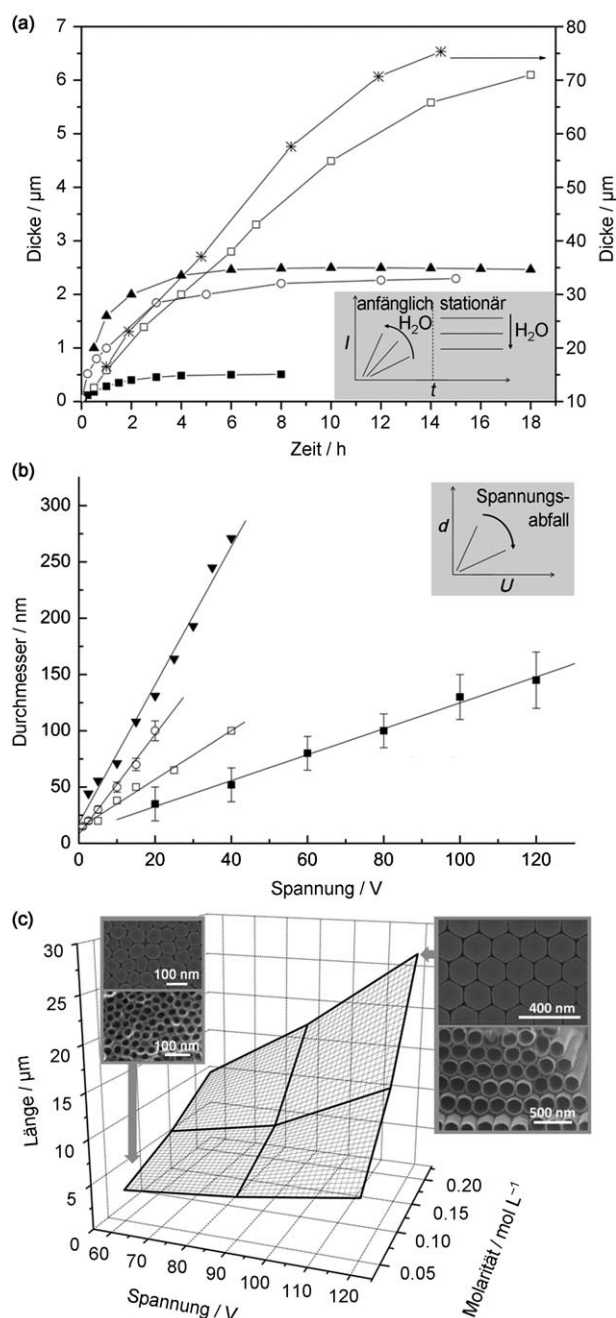 (a)
7
6
5
4
3
2
1
0
Dicke / µm
80
70
60
50
40
30
20
10
Dicke / µm
anfänglich stationär
H2O
H2O
I
t
0 2 4 6 8 10 12 14 16 18
Zeit / h
(b)
300
250
200
150
100
50
0
Durchmesser / nm
Spannungs-
abfall
d
U
0 20 40 60 80 100 120
Spannung / V
(c)
30
25
20
15
10
5
0
Länge / µm
100 nm
100 nm
400 nm
500 nm
60 70 80 90 100 110 120
Spannung / V
0.20
0.15
0.10
0.05
Molarität / mol L⁻¹